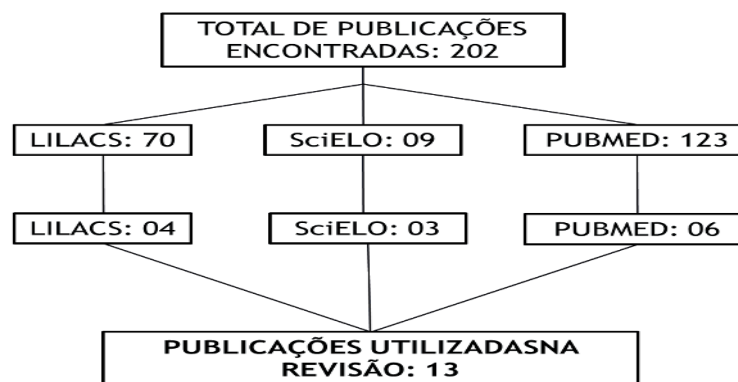 TOTAL DE PUBLICAÇÕES
ENCONTRADAS: 202
LILACS: 70
SciELO: 09
PUBMED: 123
LILACS: 04
SciELO: 03
PUBMED: 06
PUBLICAÇÕES UTILIZADASNA
REVISÃO: 13